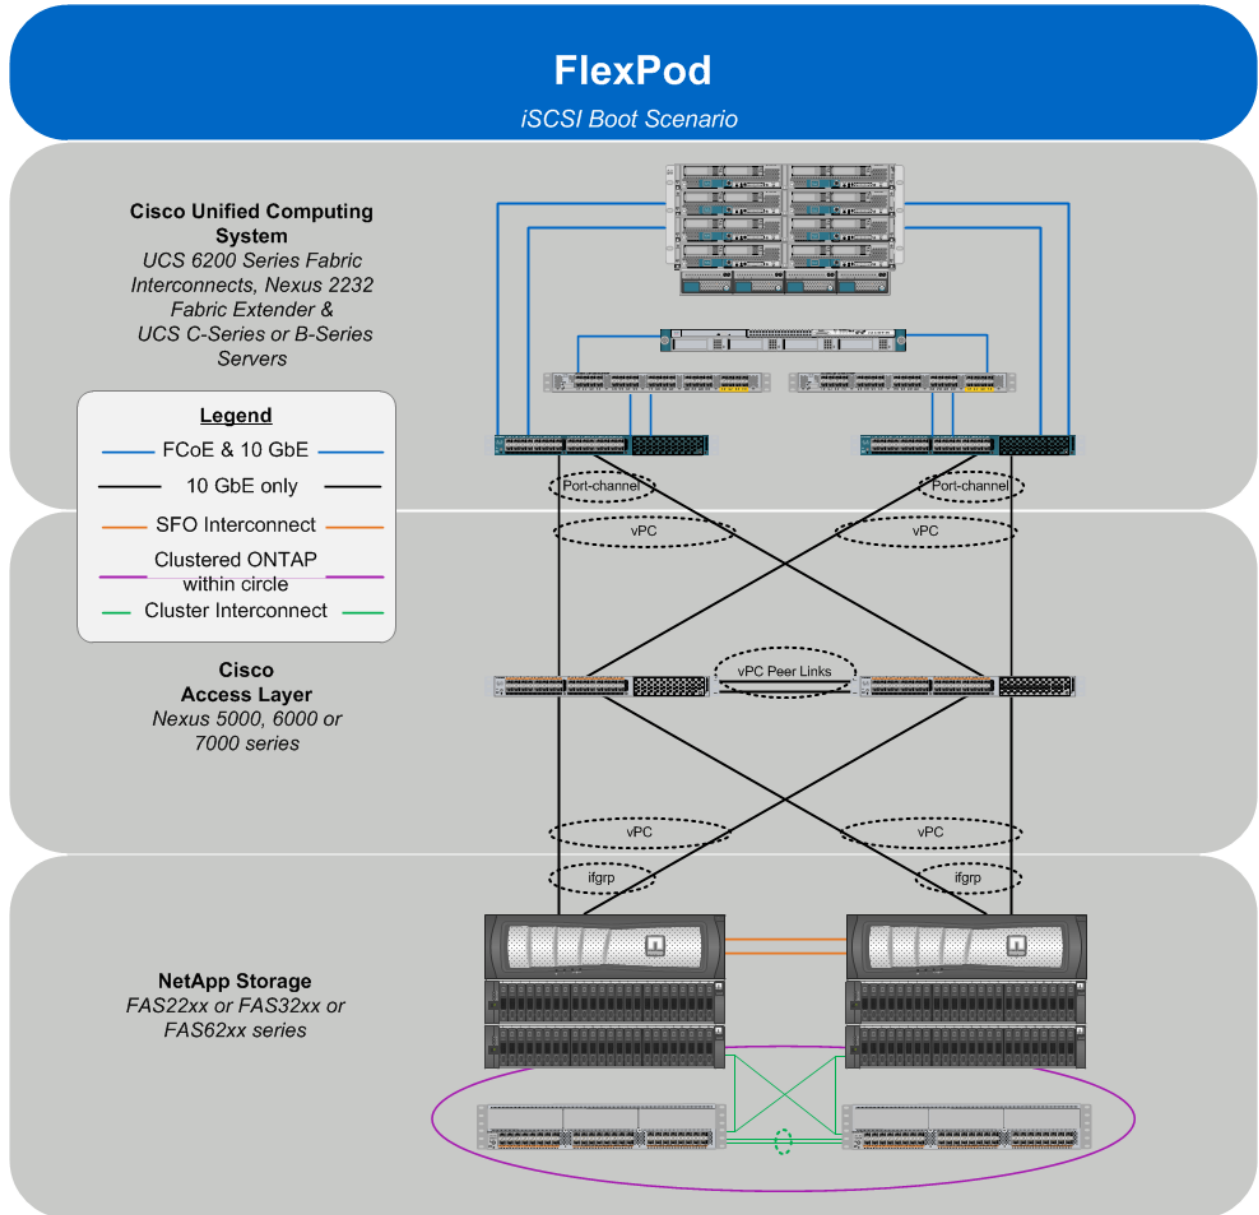 FlexPod
iSCSI Boot Scenario
Cisco Unified Computing
System
UCS 6200 Series Fabric
Interconnects, Nexus 2232
Fabric Extender &
UCS C-Series or B-Series
Servers
Legend
FCoE & 10 GbE
10 GbE only
SFO Interconnect
Clustered ONTAP
within circle
Cluster Interconnect
Port-channel
Port-channel
vPC
vPC
Cisco
Access Layer
Nexus 5000, 6000 or
7000 series
vPC Peer Links
vPC
vPC
ifgrp
ifgrp
NetApp Storage
FAS22xx or FAS32xx or
FAS62xx series